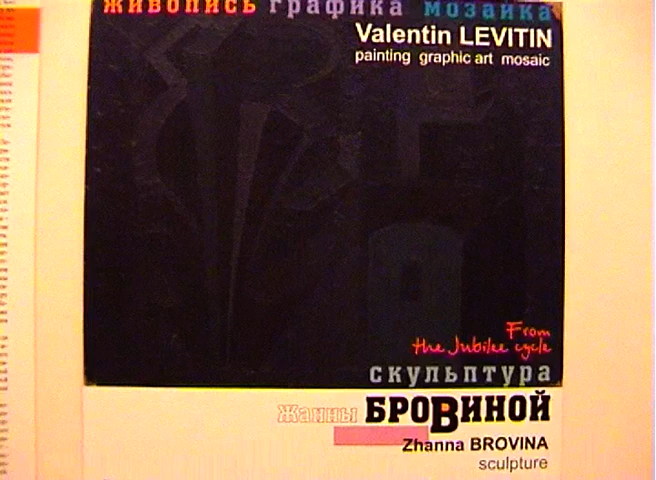 живопись графика мозаика
Valentin LEVITIN
painting graphic art mosaic
From
the Jubilee cycle
скульптура
Жанны БРОВИНОЙ
Zhanna BROVINA
sculpture